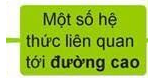 Một số hệ
thức liên quan
tới đường cao